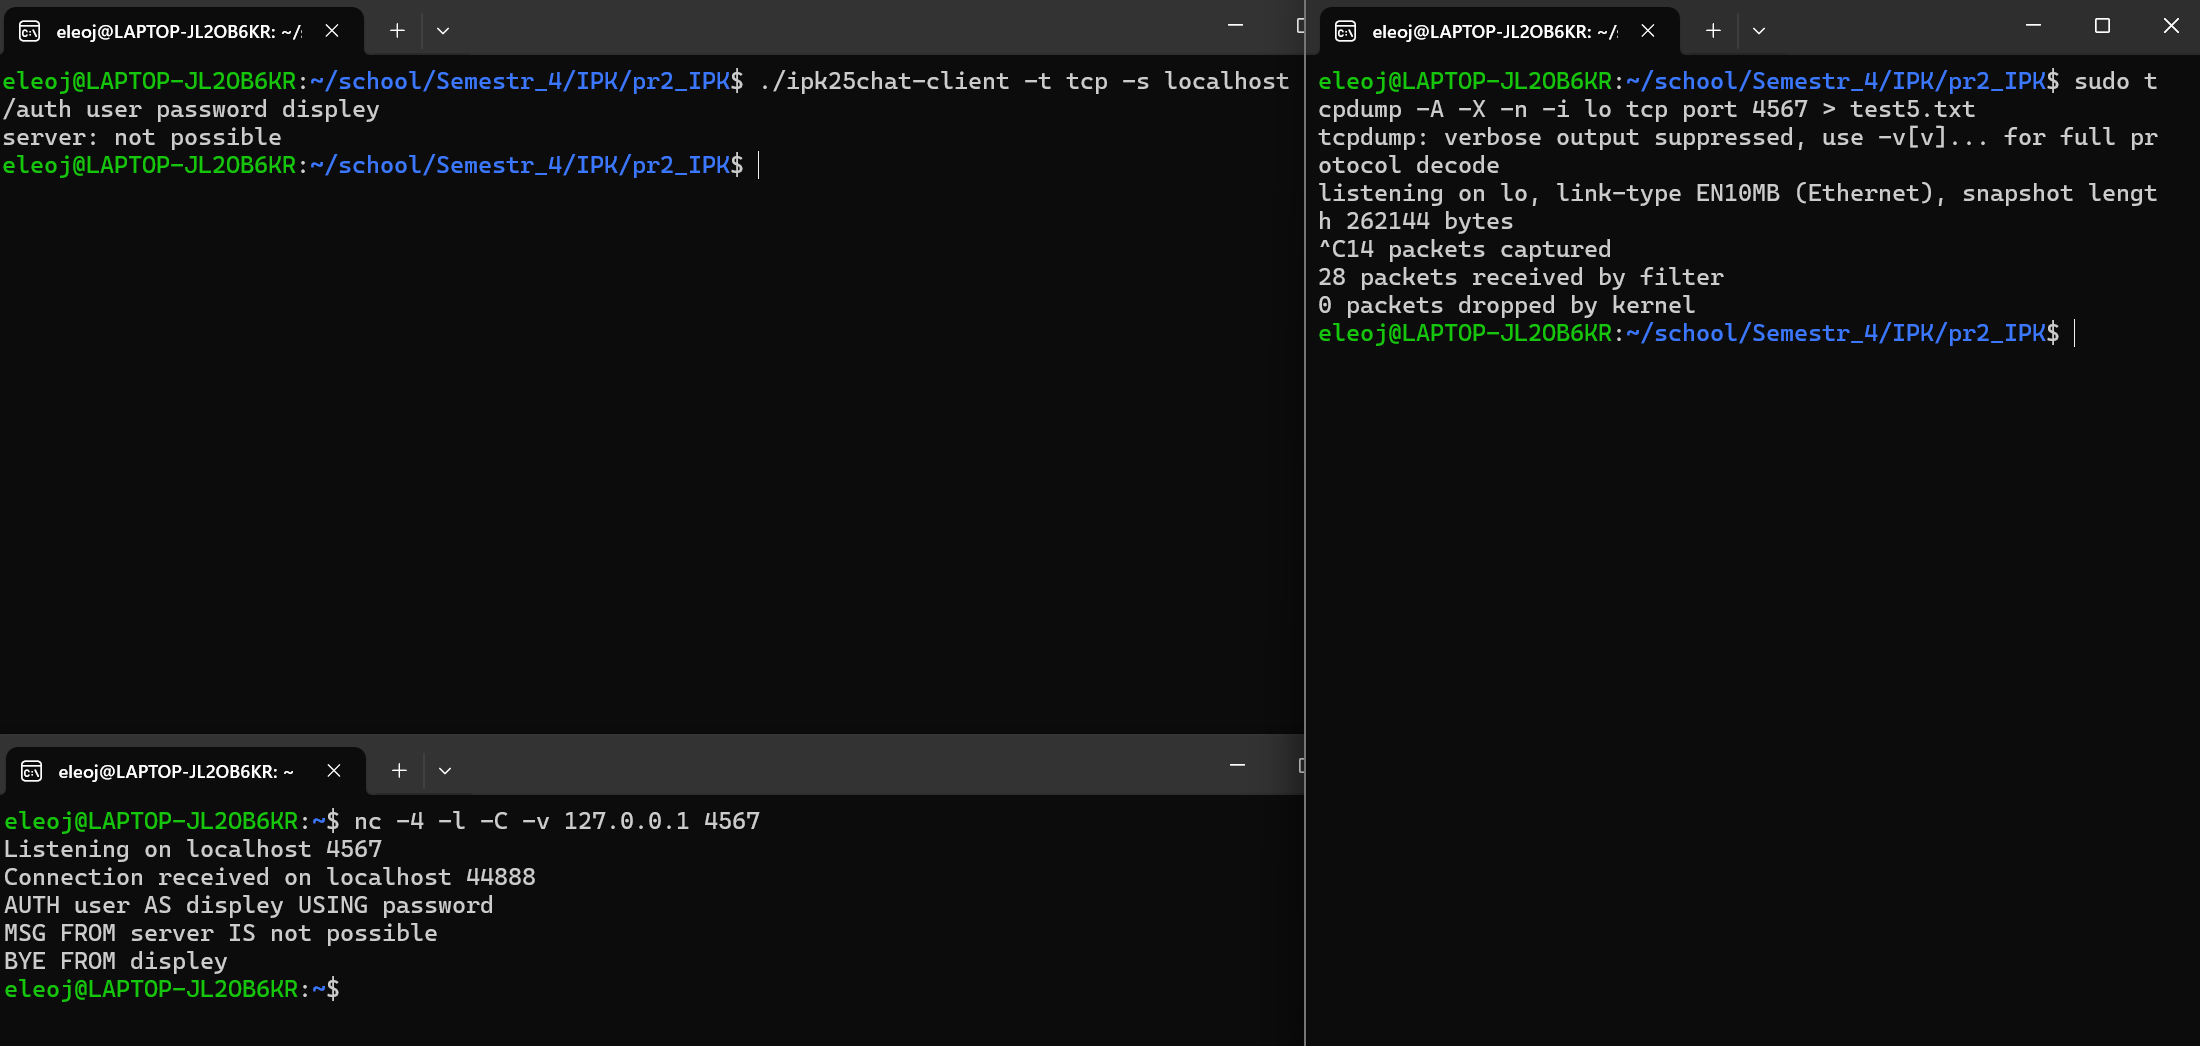 eleoj@LAPTOP-JL2OB6KR: ~/s
eleoj@LAPTOP-JL2OB6KR:~/school/Semestr_4/IPK/pr2_IPK$ ./ipk25chat-client -t tcp -s localhost
/auth user password displey
server: not possible
eleoj@LAPTOP-JL2OB6KR:~/school/Semestr_4/IPK/pr2_IPK$
eleoj@LAPTOP-JL2OB6KR: ~
eleoj@LAPTOP-JL2OB6KR:~$ nc -4 -l -C -v 127.0.0.1 4567
Listening on localhost 4567
Connection received on localhost 44888
AUTH user AS displey USING password
MSG FROM server IS not possible
BYE FROM displey
eleoj@LAPTOP-JL2OB6KR:~$
eleoj@LAPTOP-JL2OB6KR: ~/s
eleoj@LAPTOP-JL2OB6KR:~/school/Semestr_4/IPK/pr2_IPK$ sudo t
cpdump -A -X -n -i lo tcp port 4567 > test5.txt
tcpdump: verbose output suppressed, use -v[v]... for full pr
otocol decode
listening on lo, link-type EN10MB (Ethernet), snapshot lengt
h 262144 bytes
^C14 packets captured
28 packets received by filter
0 packets dropped by kernel
eleoj@LAPTOP-JL2OB6KR:~/school/Semestr_4/IPK/pr2_IPK$